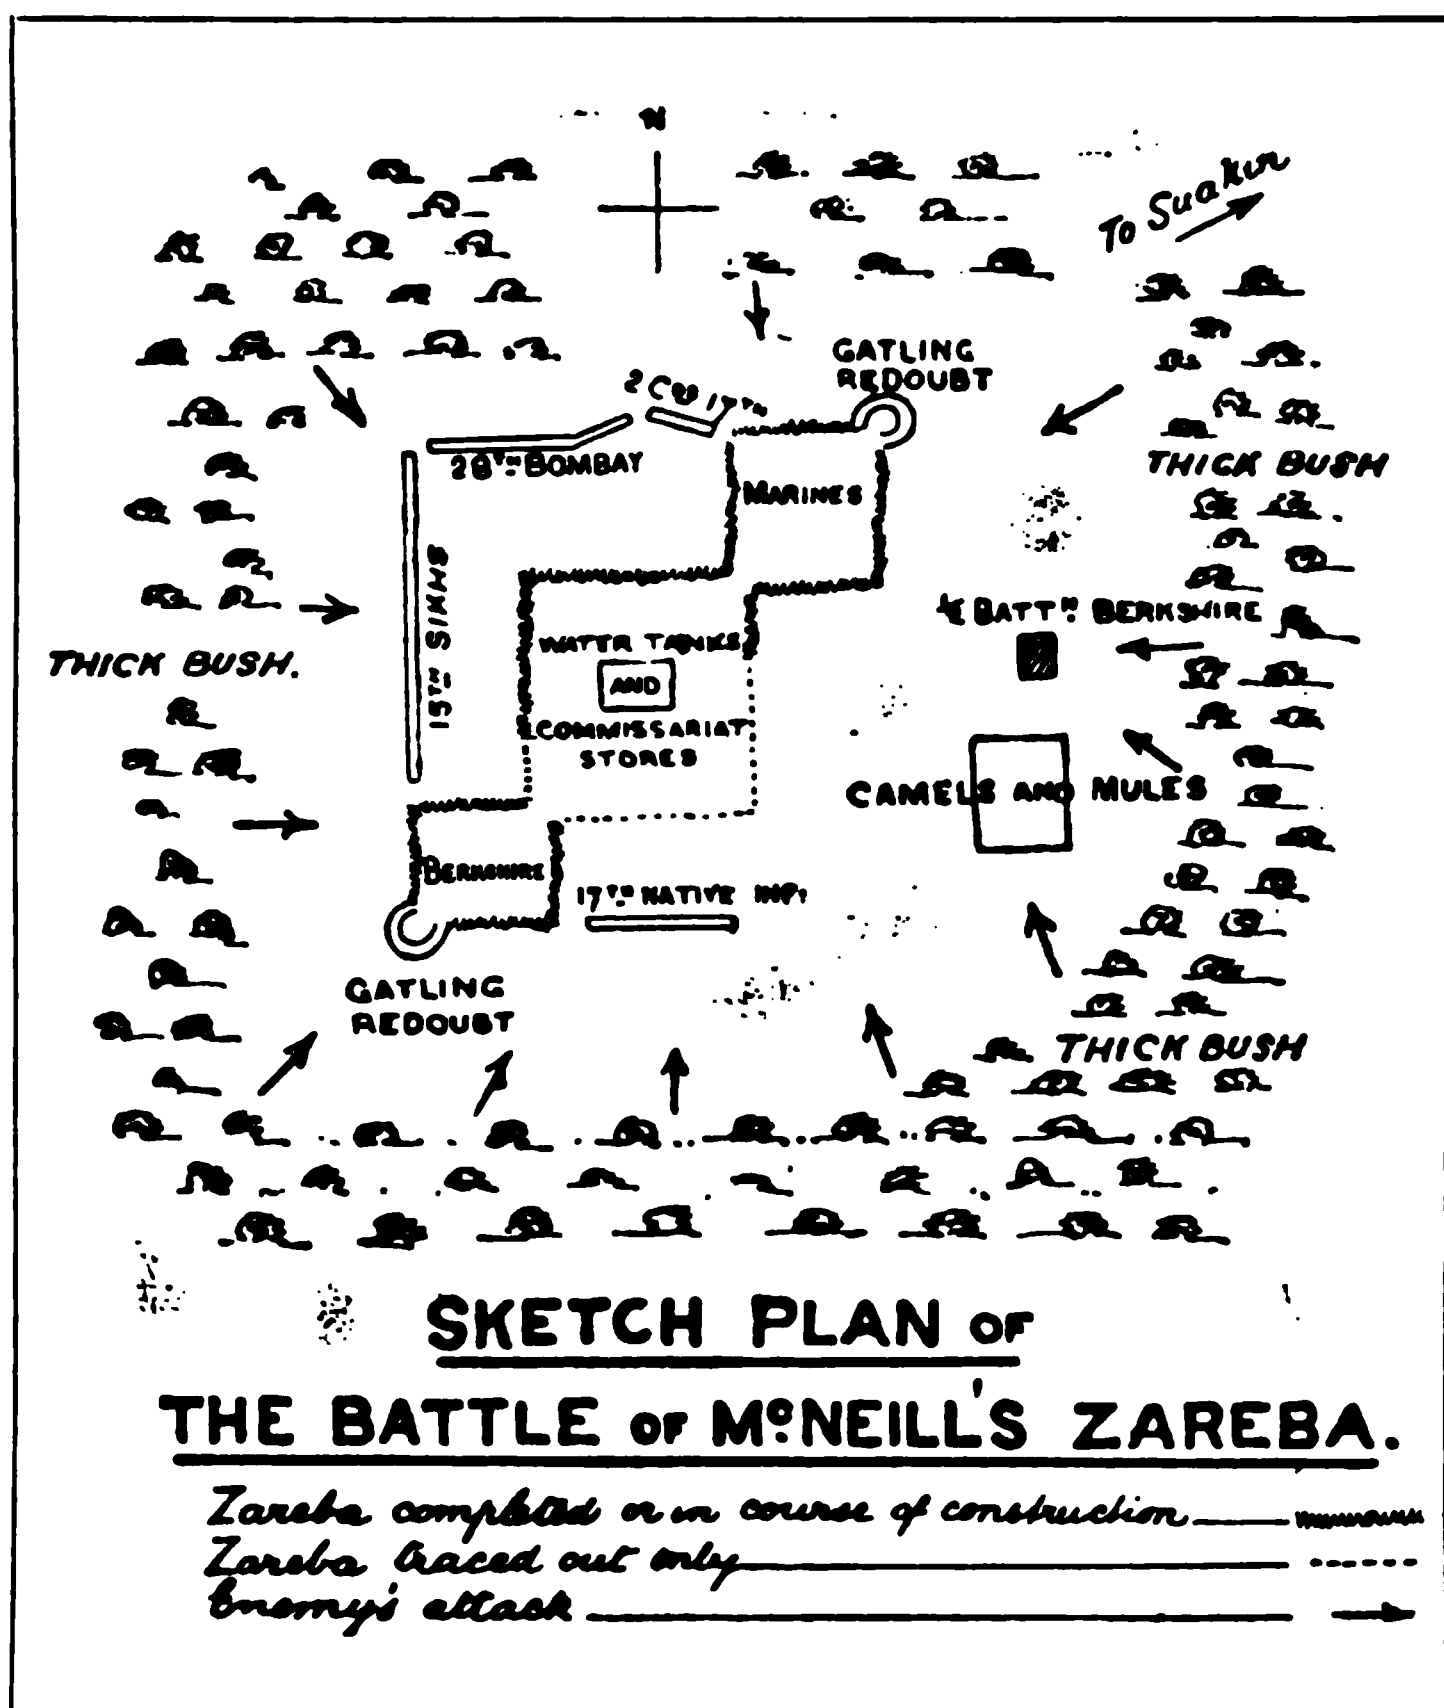 N
To Suakin
GATLING
REDOUBT
2 Cos 17TH
28TH BOMBAY
MARINES
THICK BUSH
15TH SIKHS
½ BATTN BERKSHIRE
WATER TANKS
AND
COMMISSARIAT
STORES
THICK BUSH.
CAMELS AND MULES
BERKSHIRE
17TH NATIVE INF.
GATLING
REDOUBT
THICK BUSH
SKETCH PLAN OF
THE BATTLE OF McNEILL'S ZAREBA.
Zareba completed or in course of construction
Zareba traced out only
Enemy's attack